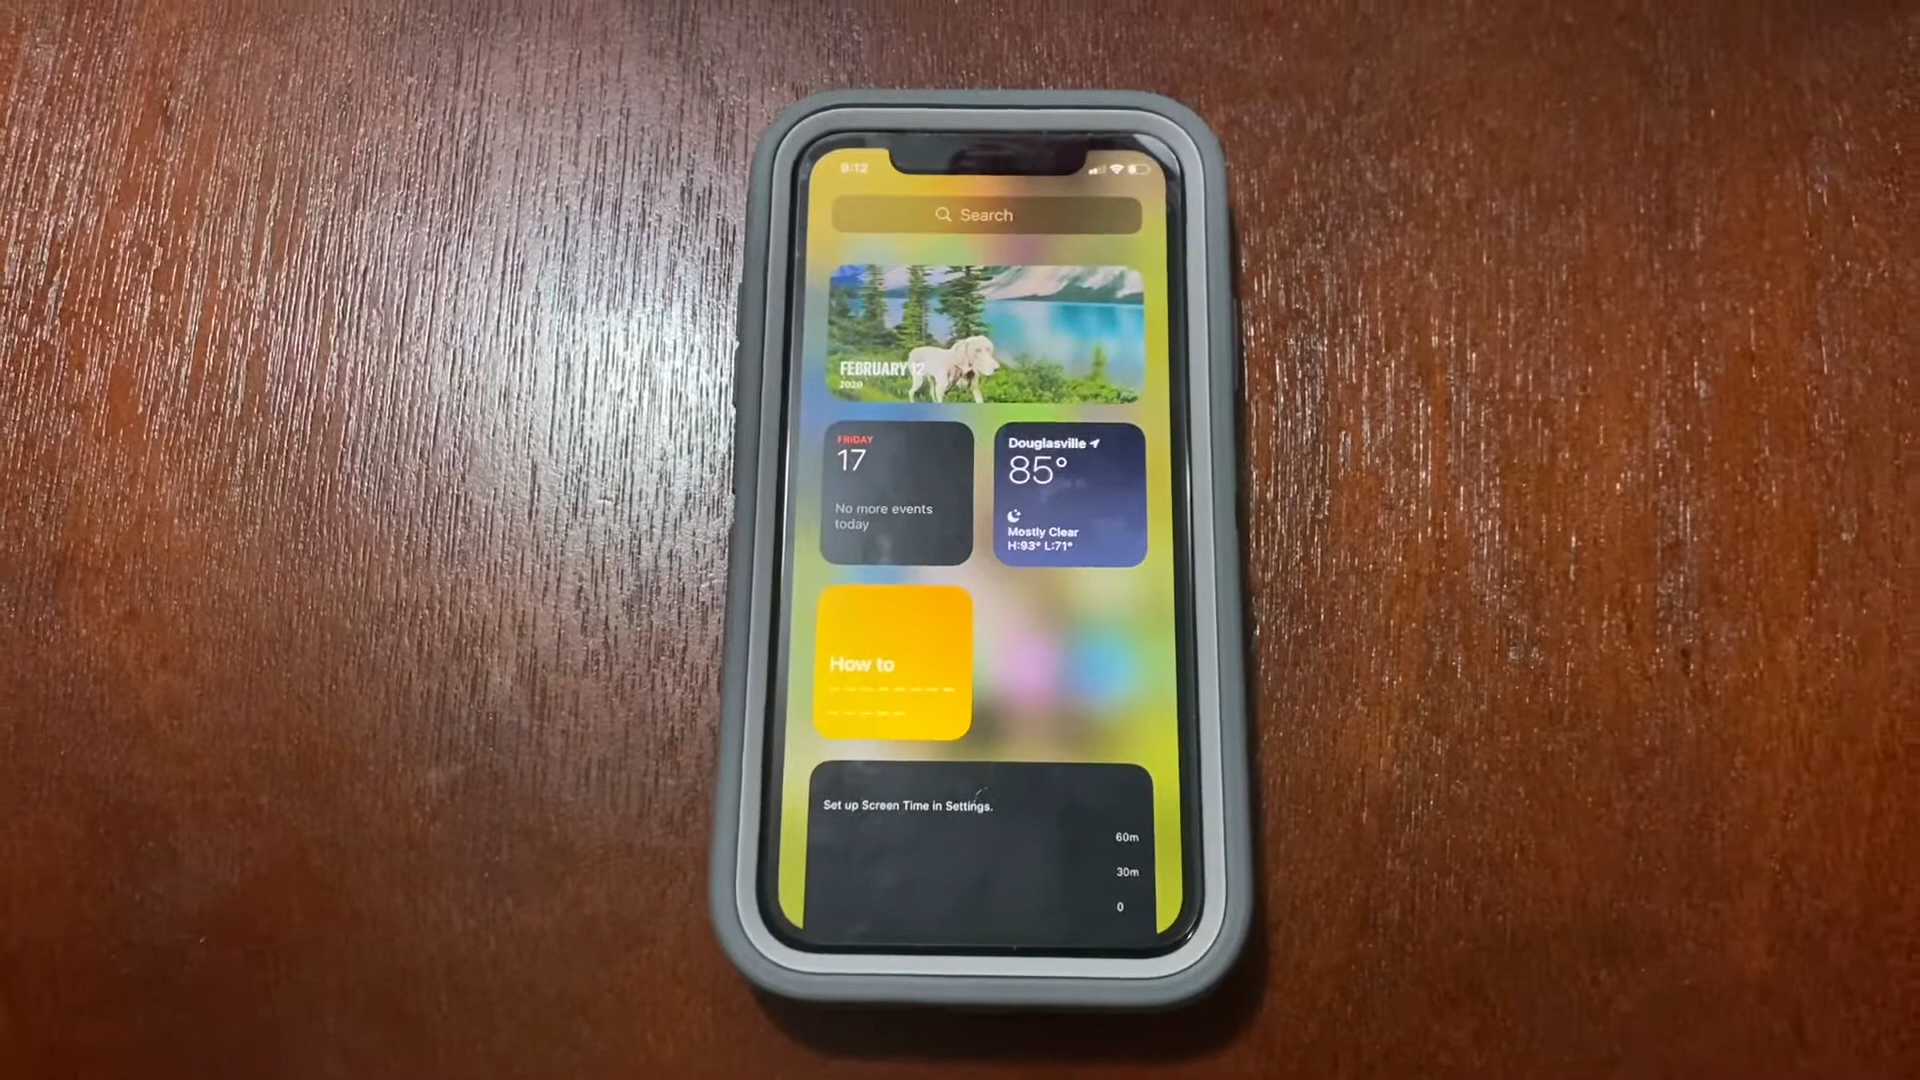 9:12
Search
FEBRUARY 12
2020
FRIDAY
17
No more events
today
Douglasville
85°
Mostly Clear
H:93° L:71°
How to
Set up Screen Time in Settings.
60m
30m
0